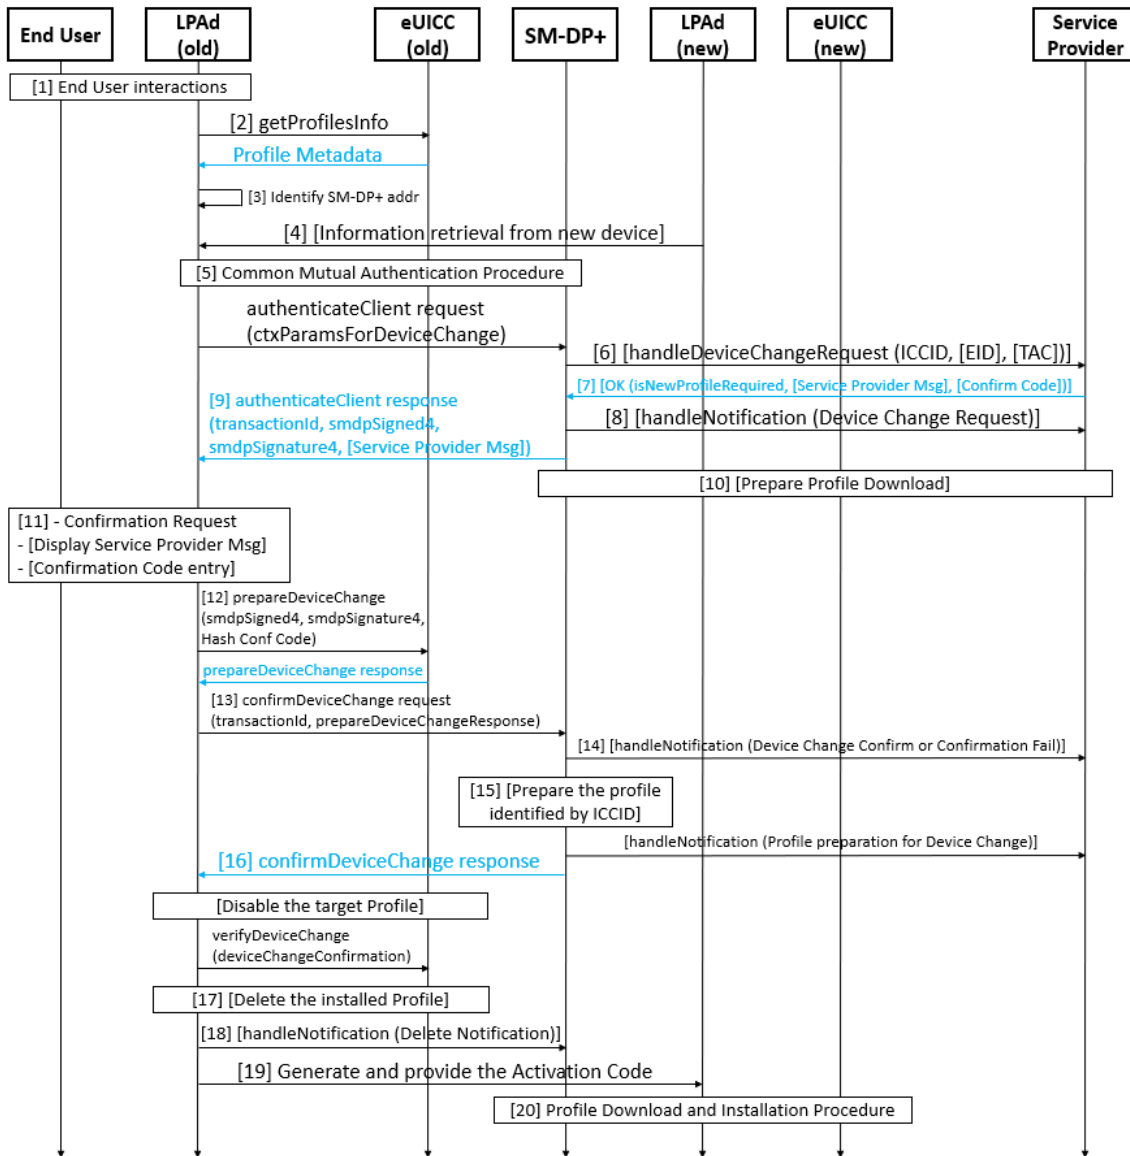 End User
LPAd
(old)
eUICC
(old)
SM-DP+
LPAd
(new)
eUICC
(new)
Service
Provider
[1] End User interactions
[2] getProfilesInfo
Profile Metadata
[3] Identify SM-DP+ addr
[4] [Information retrieval from new device]
[5] Common Mutual Authentication Procedure
authenticateClient request
(ctxParamsForDeviceChange)
[6] [handleDeviceChangeRequest (ICCID, [EID], [TAC])]
[7] [OK (isNewProfileRequired, [Service Provider Msg], [Confirm Code])]
[8] [handleNotification (Device Change Request)]
[9] authenticateClient response
(transactionId, smdpSigned4,
smdpSignature4, [Service Provider Msg])
[10] [Prepare Profile Download]
[11] - Confirmation Request
- [Display Service Provider Msg]
- [Confirmation Code entry]
[12] prepareDeviceChange
(smdpSigned4, smdpSignature4,
Hash Conf Code)
prepareDeviceChange response
[13] confirmDeviceChange request
(transactionId, prepareDeviceChangeResponse)
[14] [handleNotification (Device Change Confirm or Confirmation Fail)]
[15] [Prepare the profile
identified by ICCID]
[handleNotification (Profile preparation for Device Change)]
[16] confirmDeviceChange response
[Disable the target Profile]
verifyDeviceChange
(deviceChangeConfirmation)
[17] [Delete the installed Profile]
[18] [handleNotification (Delete Notification)]
[19] Generate and provide the Activation Code
[20] Profile Download and Installation Procedure